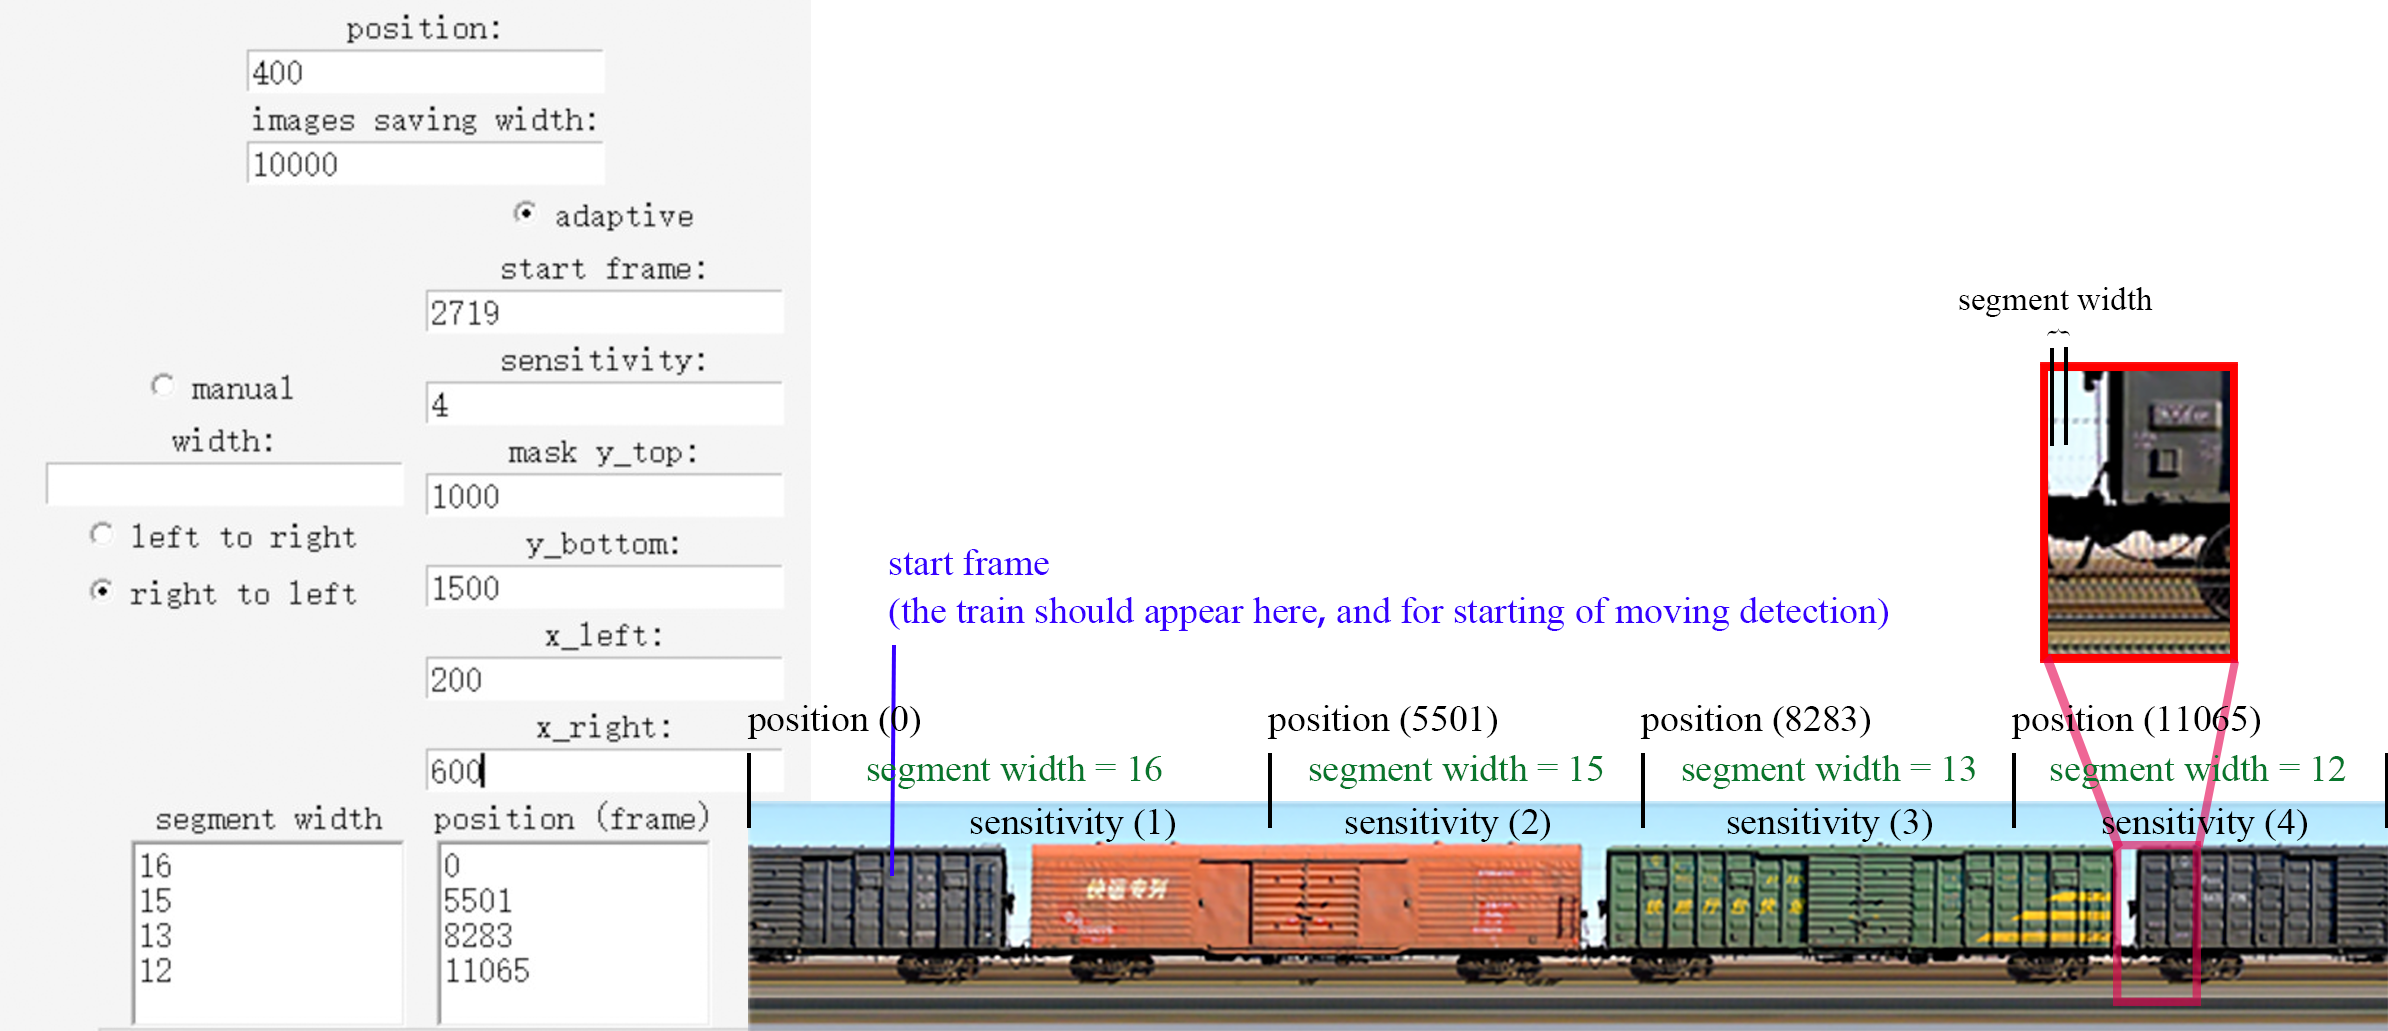 position:
400
images saving width:
10000
adaptive
start frame:
2719
sensitivity:
4
manual
mask y_top:
width:
1000
left to right
y_bottom:
right to left
1500
x_left:
200
x_right:
600
segment width
position (frame)
16
0
15
5501
13
8283
12
11065
segment width
start frame
(the train should appear here, and for starting of moving detection)
position (0)
position (5501)
position (8283)
position (11065)
segment width = 16
segment width = 15
segment width = 13
segment width = 12
sensitivity (1)
sensitivity (2)
sensitivity (3)
sensitivity (4)
快运专列